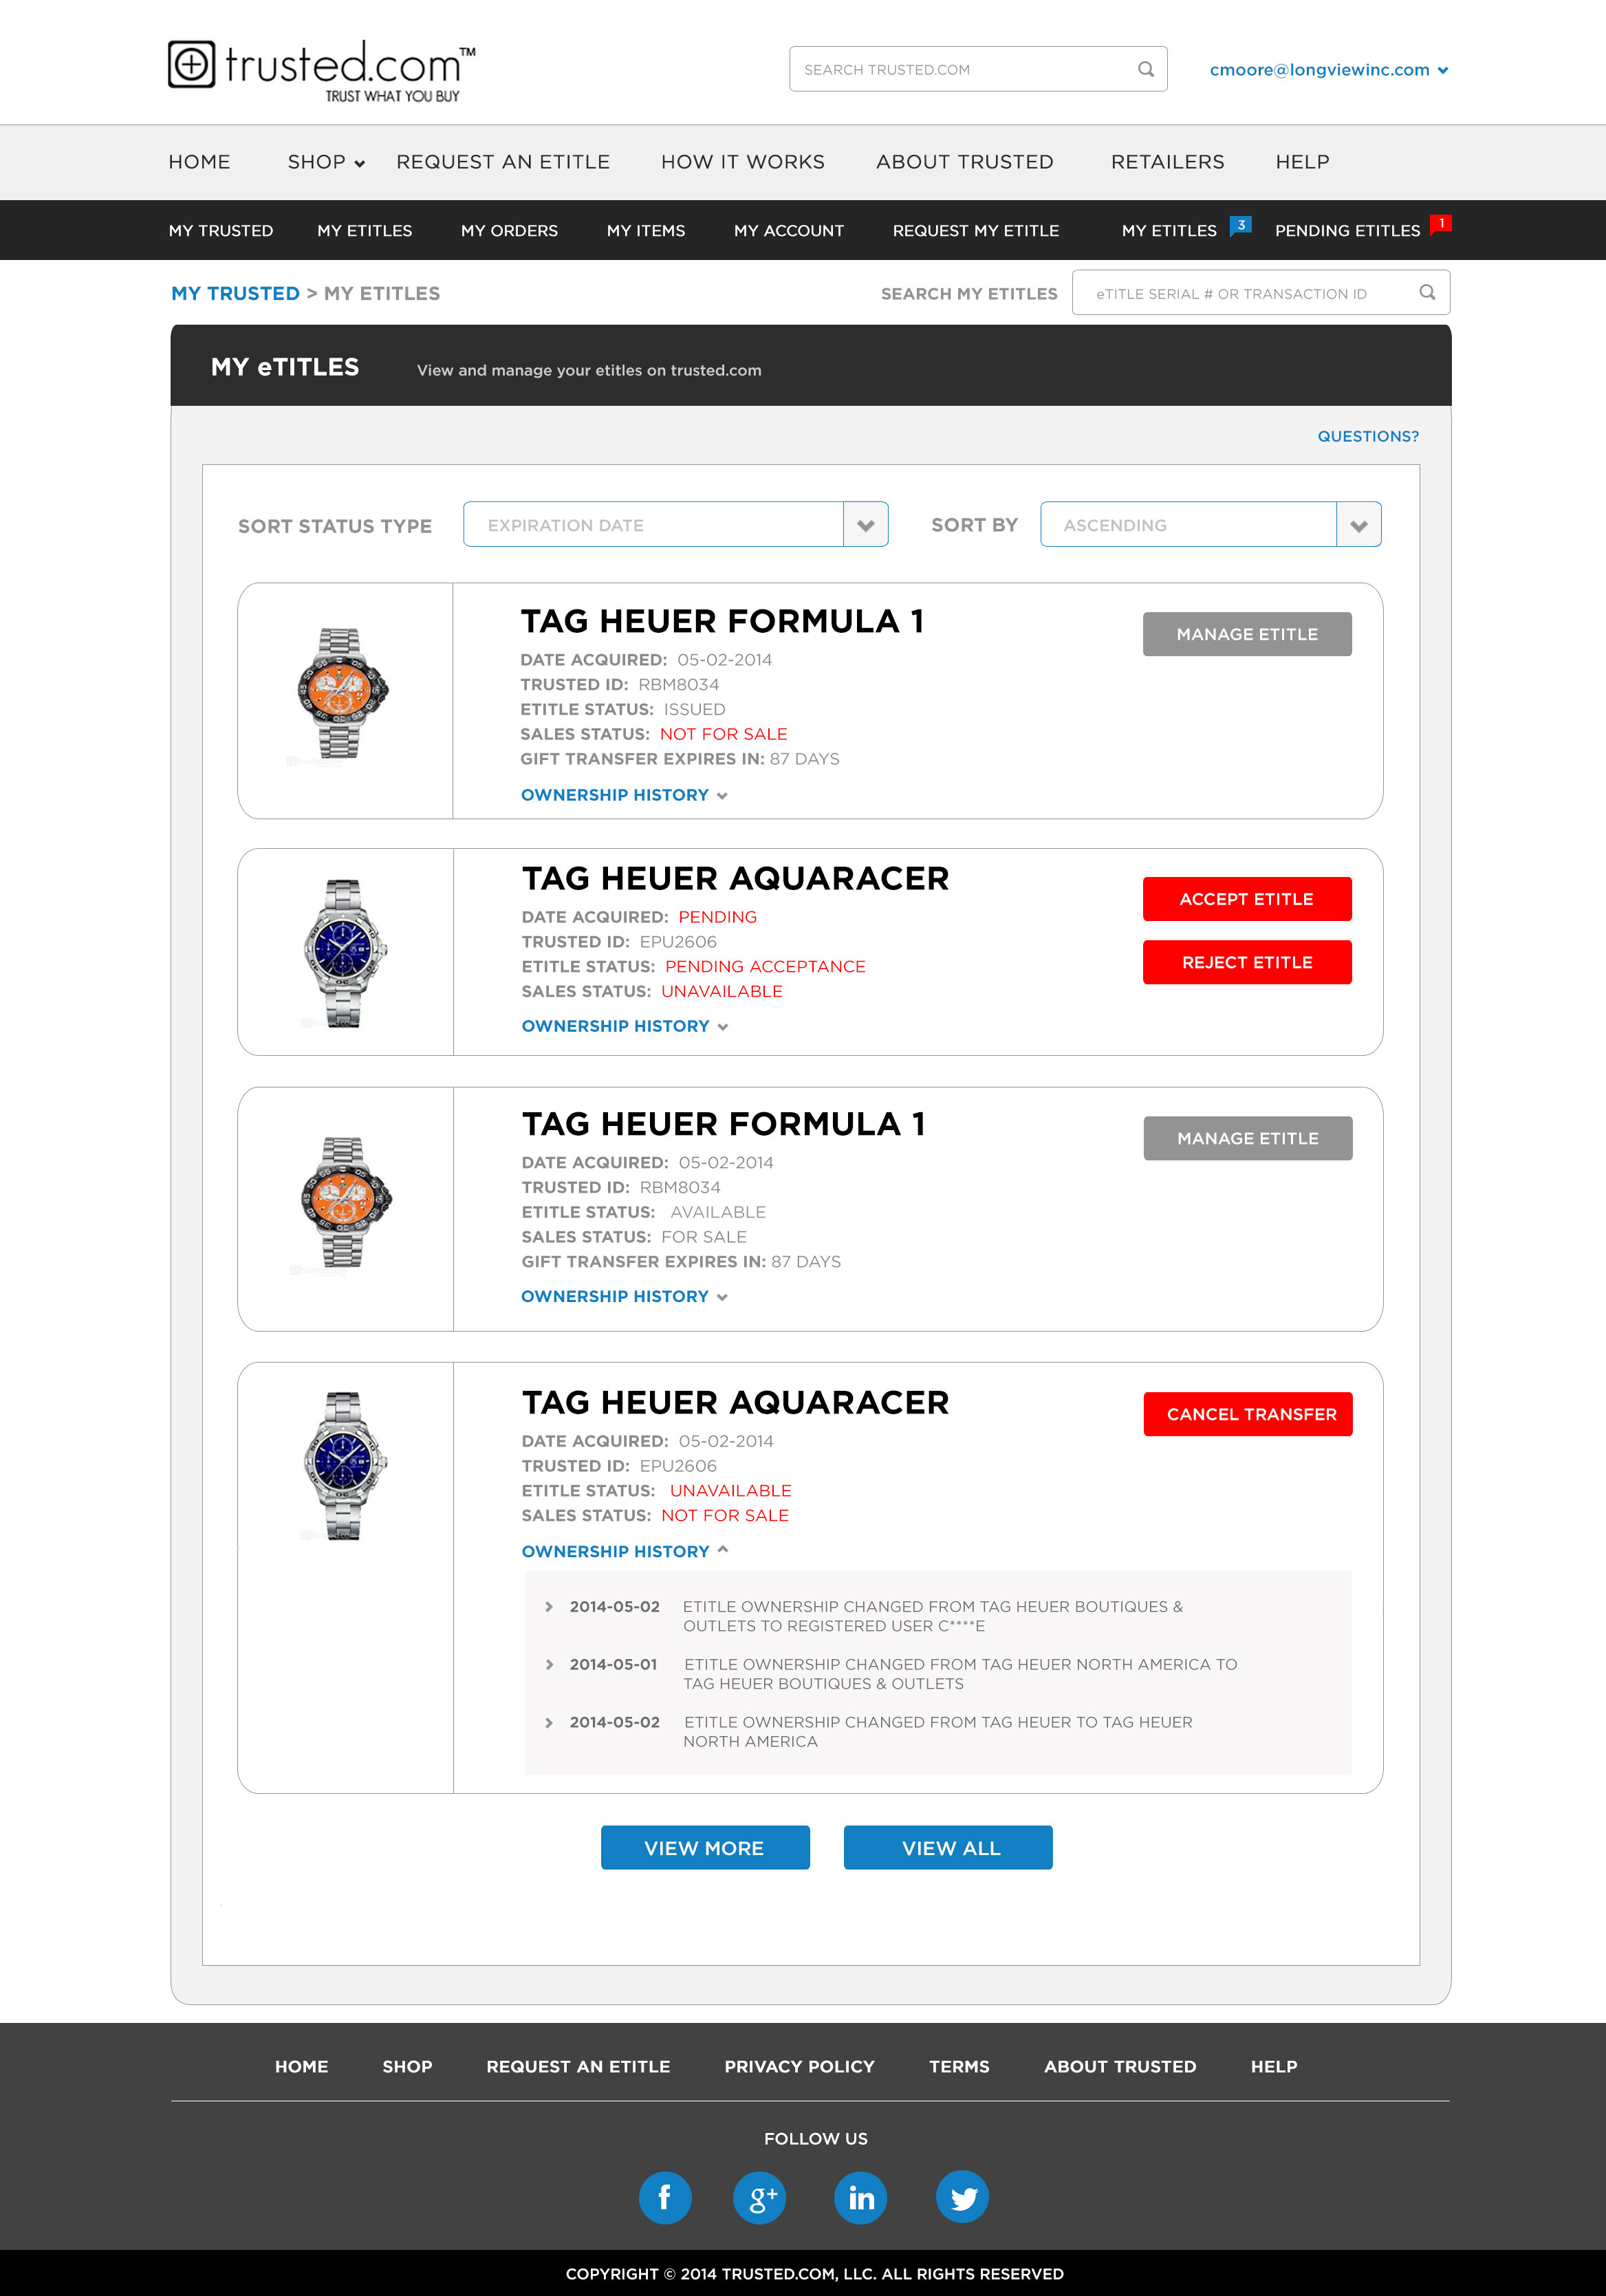 trusted.com™
TRUST WHAT YOU BUY
SEARCH TRUSTED.COM
cmoore@longviewinc.com
HOME SHOP REQUEST AN ETITLE HOW IT WORKS ABOUT TRUSTED RETAILERS HELP
MY TRUSTED MY ETITLES MY ORDERS MY ITEMS MY ACCOUNT REQUEST MY ETITLE MY ETITLES 3 PENDING ETITLES 1
MY TRUSTED > MY ETITLES
SEARCH MY ETITLES eTITLE SERIAL # OR TRANSACTION ID
MY eTITLES View and manage your etitles on trusted.com
QUESTIONS?
SORT STATUS TYPE EXPIRATION DATE SORT BY ASCENDING
TAG HEUER FORMULA 1
MANAGE ETITLE
DATE ACQUIRED: 05-02-2014
TRUSTED ID: RBM8034
ETITLE STATUS: ISSUED
SALES STATUS: NOT FOR SALE
GIFT TRANSFER EXPIRES IN: 87 DAYS
OWNERSHIP HISTORY
TAG HEUER AQUARACER
ACCEPT ETITLE
DATE ACQUIRED: PENDING
TRUSTED ID: EPU2606
ETITLE STATUS: PENDING ACCEPTANCE
REJECT ETITLE
SALES STATUS: UNAVAILABLE
OWNERSHIP HISTORY
TAG HEUER FORMULA 1
MANAGE ETITLE
DATE ACQUIRED: 05-02-2014
TRUSTED ID: RBM8034
ETITLE STATUS: AVAILABLE
SALES STATUS: FOR SALE
GIFT TRANSFER EXPIRES IN: 87 DAYS
OWNERSHIP HISTORY
TAG HEUER AQUARACER
CANCEL TRANSFER
DATE ACQUIRED: 05-02-2014
TRUSTED ID: EPU2606
ETITLE STATUS: UNAVAILABLE
SALES STATUS: NOT FOR SALE
OWNERSHIP HISTORY
2014-05-02 ETITLE OWNERSHIP CHANGED FROM TAG HEUER BOUTIQUES &
OUTLETS TO REGISTERED USER C****E
2014-05-01 ETITLE OWNERSHIP CHANGED FROM TAG HEUER NORTH AMERICA TO
TAG HEUER BOUTIQUES & OUTLETS
2014-05-02 ETITLE OWNERSHIP CHANGED FROM TAG HEUER TO TAG HEUER
NORTH AMERICA
VIEW MORE VIEW ALL
HOME SHOP REQUEST AN ETITLE PRIVACY POLICY TERMS ABOUT TRUSTED HELP
FOLLOW US
f g+ in
COPYRIGHT © 2014 TRUSTED.COM, LLC. ALL RIGHTS RESERVED